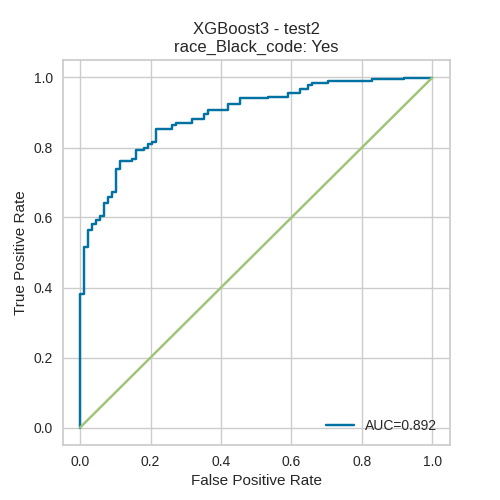 XGBoost3 - test2
race_Black_code: Yes
1.0
0.8
0.6
0.4
0.2
0.0
True Positive Rate
AUC=0.892
0.0 0.2 0.4 0.6 0.8 1.0
False Positive Rate